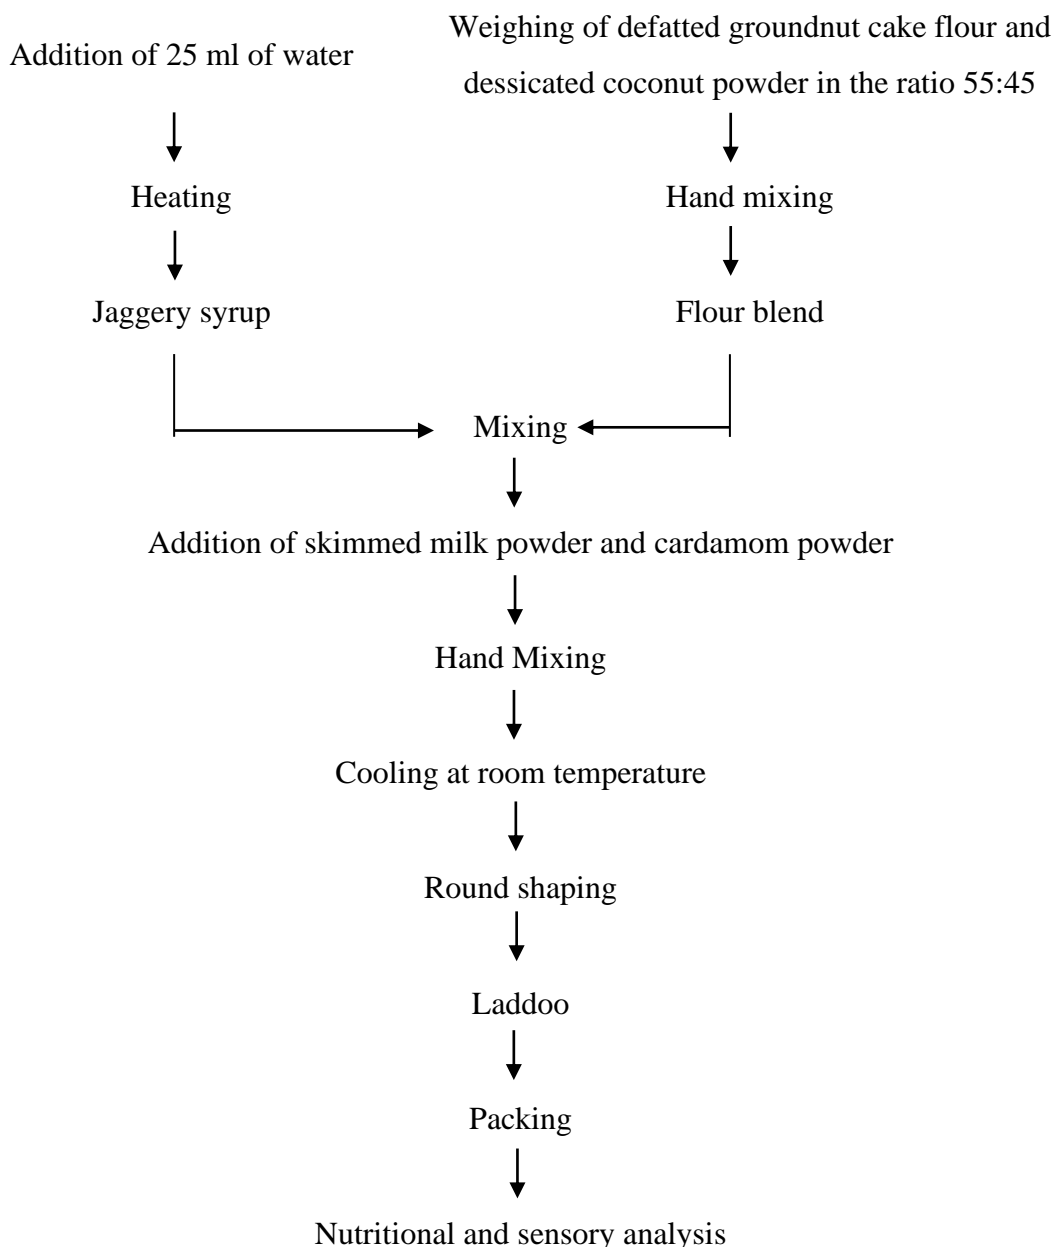 Addition of 25 ml of water
Weighing of defatted groundnut cake flour and
dessicated coconut powder in the ratio 55:45
Heating
Hand mixing
Jaggery syrup
Flour blend
Mixing
Addition of skimmed milk powder and cardamom powder
Hand Mixing
Cooling at room temperature
Round shaping
Laddoo
Packing
Nutritional and sensory analysis